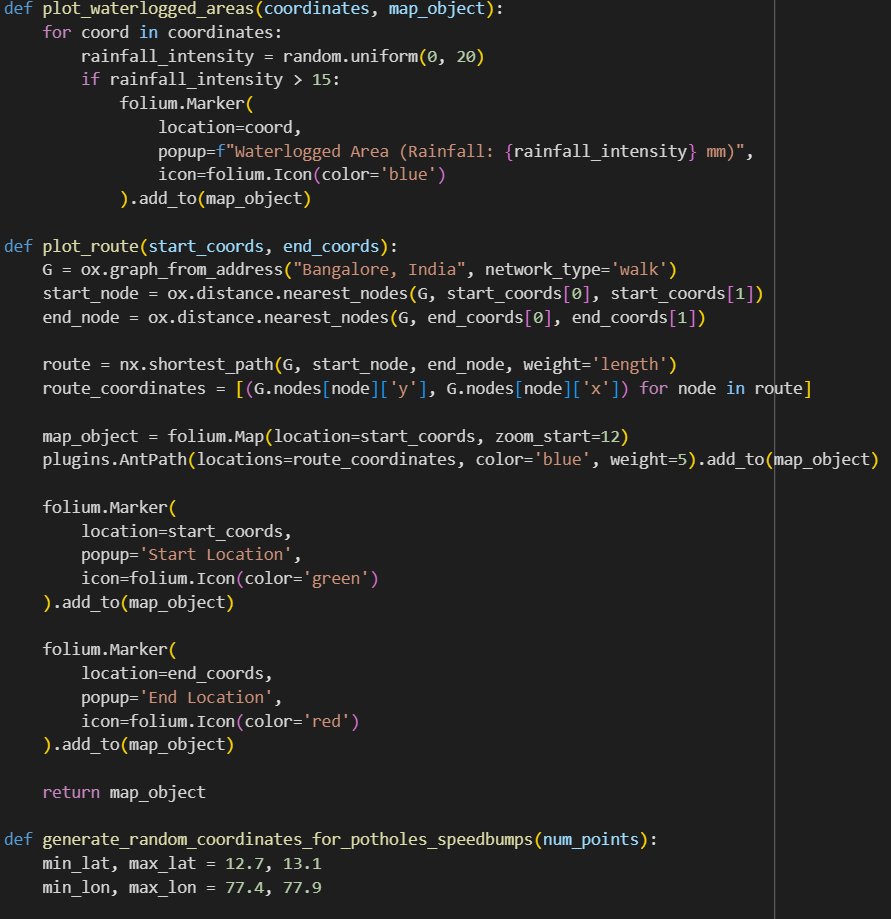 def plot_waterlogged_areas(coordinates, map_object):
    for coord in coordinates:
        rainfall_intensity = random.uniform(0, 20)
        if rainfall_intensity > 15:
            folium.Marker(
                location=coord,
                popup=f"Waterlogged Area (Rainfall: {rainfall_intensity} mm)",
                icon=folium.Icon(color='blue')
            ).add_to(map_object)

def plot_route(start_coords, end_coords):
    G = ox.graph_from_address("Bangalore, India", network_type='walk')
    start_node = ox.distance.nearest_nodes(G, start_coords[0], start_coords[1])
    end_node = ox.distance.nearest_nodes(G, end_coords[0], end_coords[1])

    route = nx.shortest_path(G, start_node, end_node, weight='length')
    route_coordinates = [(G.nodes[node]['y'], G.nodes[node]['x']) for node in route]

    map_object = folium.Map(location=start_coords, zoom_start=12)
    plugins.AntPath(locations=route_coordinates, color='blue', weight=5).add_to(map_object)

    folium.Marker(
        location=start_coords,
        popup='Start Location',
        icon=folium.Icon(color='green')
    ).add_to(map_object)

    folium.Marker(
        location=end_coords,
        popup='End Location',
        icon=folium.Icon(color='red')
    ).add_to(map_object)

    return map_object

def generate_random_coordinates_for_potholes_speedbumps(num_points):
    min_lat, max_lat = 12.7, 13.1
    min_lon, max_lon = 77.4, 77.9